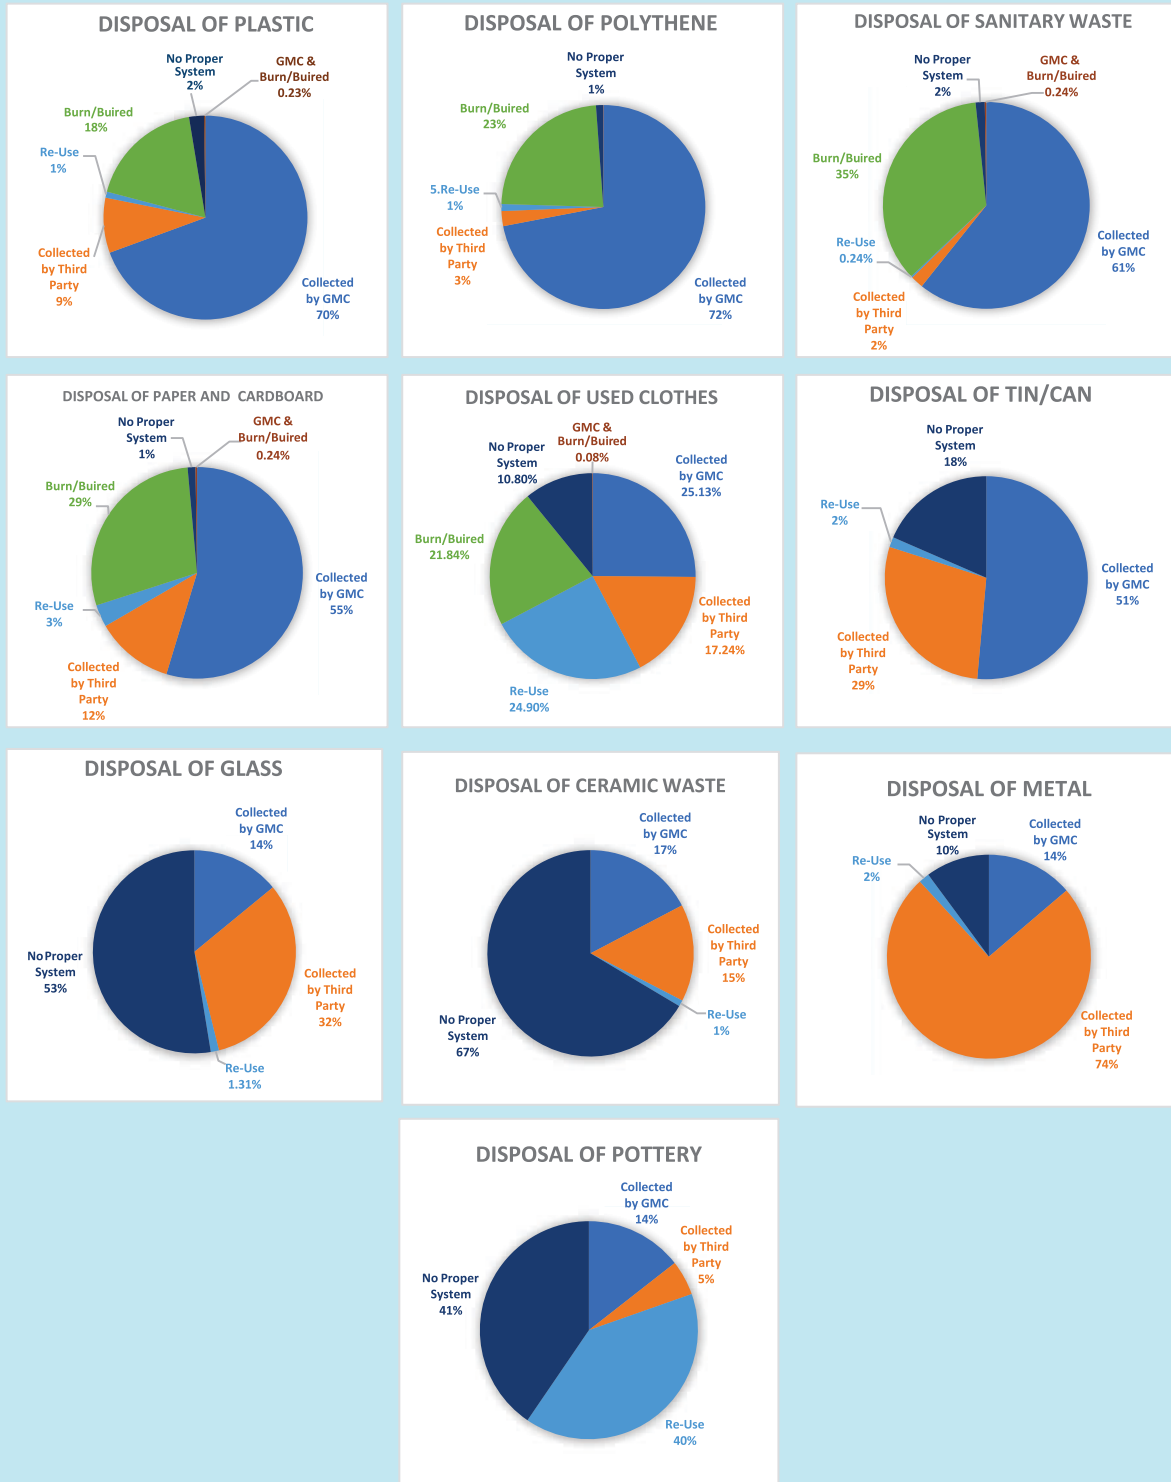 DISPOSAL OF PLASTIC
No Proper
System
2%
GMC &
Burn/Buired
0.23%
Burn/Buired
18%
Re-Use
1%
Collected
by Third
Party
9%
Collected
by GMC
70%
DISPOSAL OF POLYTHENE
No Proper
System
1%
Burn/Buired
23%
5.Re-Use
1%
Collected
by Third
Party
3%
Collected
by GMC
72%
DISPOSAL OF SANITARY WASTE
No Proper
System
2%
GMC &
Burn/Buired
0.24%
Burn/Buired
35%
Re-Use
0.24%
Collected
by Third
Party
2%
Collected
by GMC
61%
DISPOSAL OF PAPER AND CARDBOARD
No Proper
System
1%
GMC &
Burn/Buired
0.24%
Burn/Buired
29%
Re-Use
3%
Collected
by Third
Party
12%
Collected
by GMC
55%
DISPOSAL OF USED CLOTHES
GMC &
Burn/Buired
0.08%
No Proper
System
10.80%
Collected
by GMC
25.13%
Burn/Buired
21.84%
Collected
by Third
Party
17.24%
Re-Use
24.90%
DISPOSAL OF TIN/CAN
No Proper
System
18%
Re-Use
2%
Collected
by GMC
51%
Collected
by Third
Party
29%
DISPOSAL OF GLASS
Collected
by GMC
14%
No Proper
System
53%
Collected
by Third
Party
32%
Re-Use
1.31%
DISPOSAL OF CERAMIC WASTE
Collected
by GMC
17%
Collected
by Third
Party
15%
Re-Use
1%
No Proper
System
67%
DISPOSAL OF METAL
No Proper
System
10%
Collected
by GMC
14%
Re-Use
2%
Collected
by Third
Party
74%
DISPOSAL OF POTTERY
Collected
by GMC
14%
Collected
by Third
Party
5%
No Proper
System
41%
Re-Use
40%